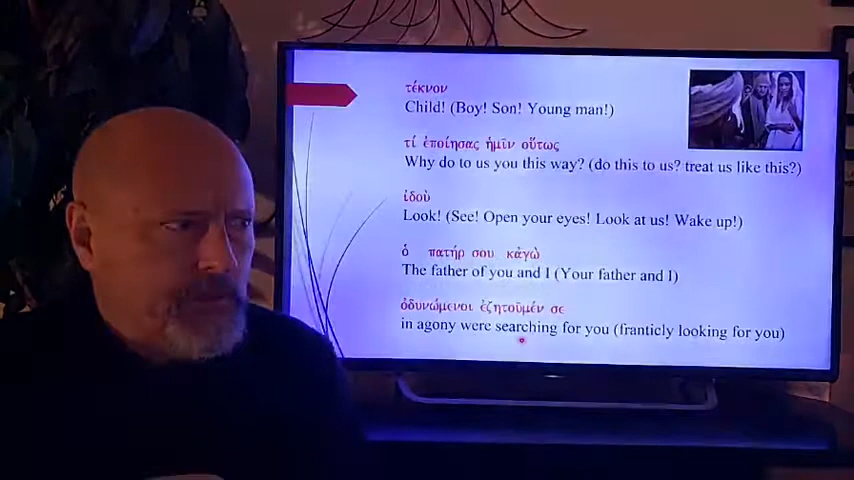 τέκνον
Child! (Boy! Son! Young man!)
τί ἐποίησας ἡμῖν οὕτως
Why do to us you this way? (do this to us? treat us like this?)
ἰδοὺ
Look! (See! Open your eyes! Look at us! Wake up!)
ὁ πατήρ σου κἀγὼ
The father of you and I (Your father and I)
ὀδυνώμενοι ἐζητοῦμέν σε
in agony were searching for you (franticly looking for you)